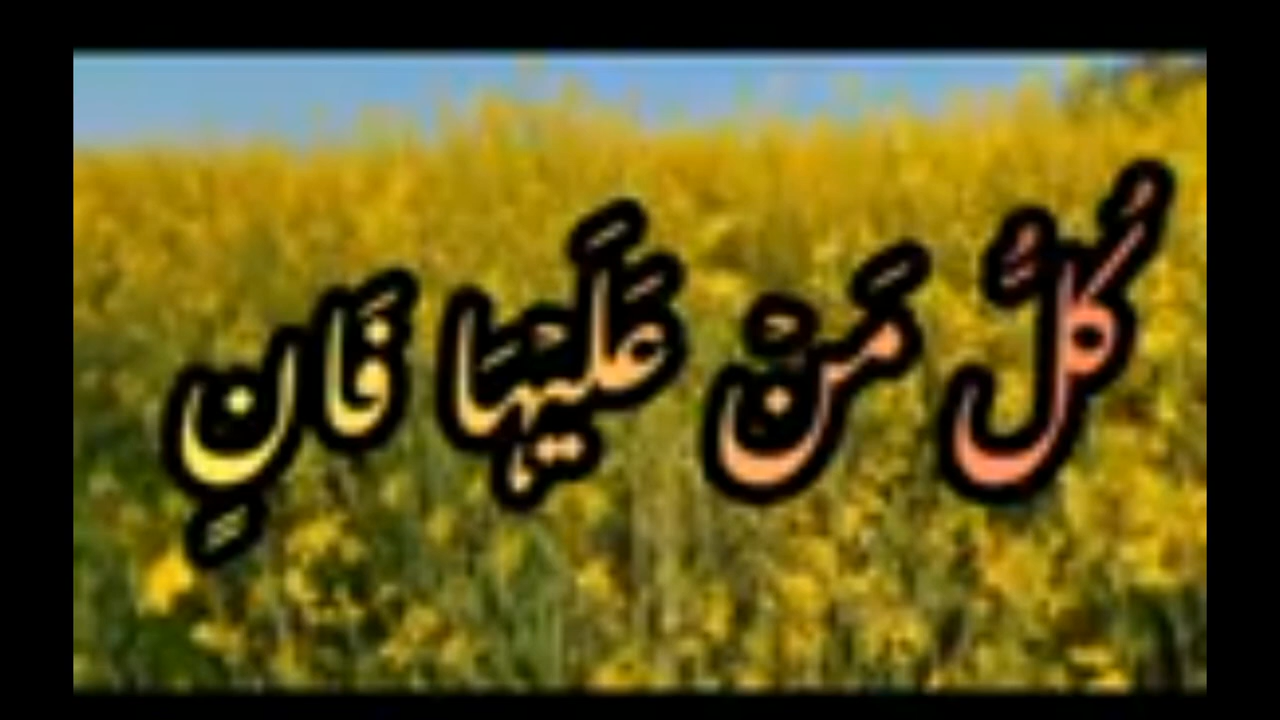 كُلُّ مَنْ عَلَيْهَا فَانٍ